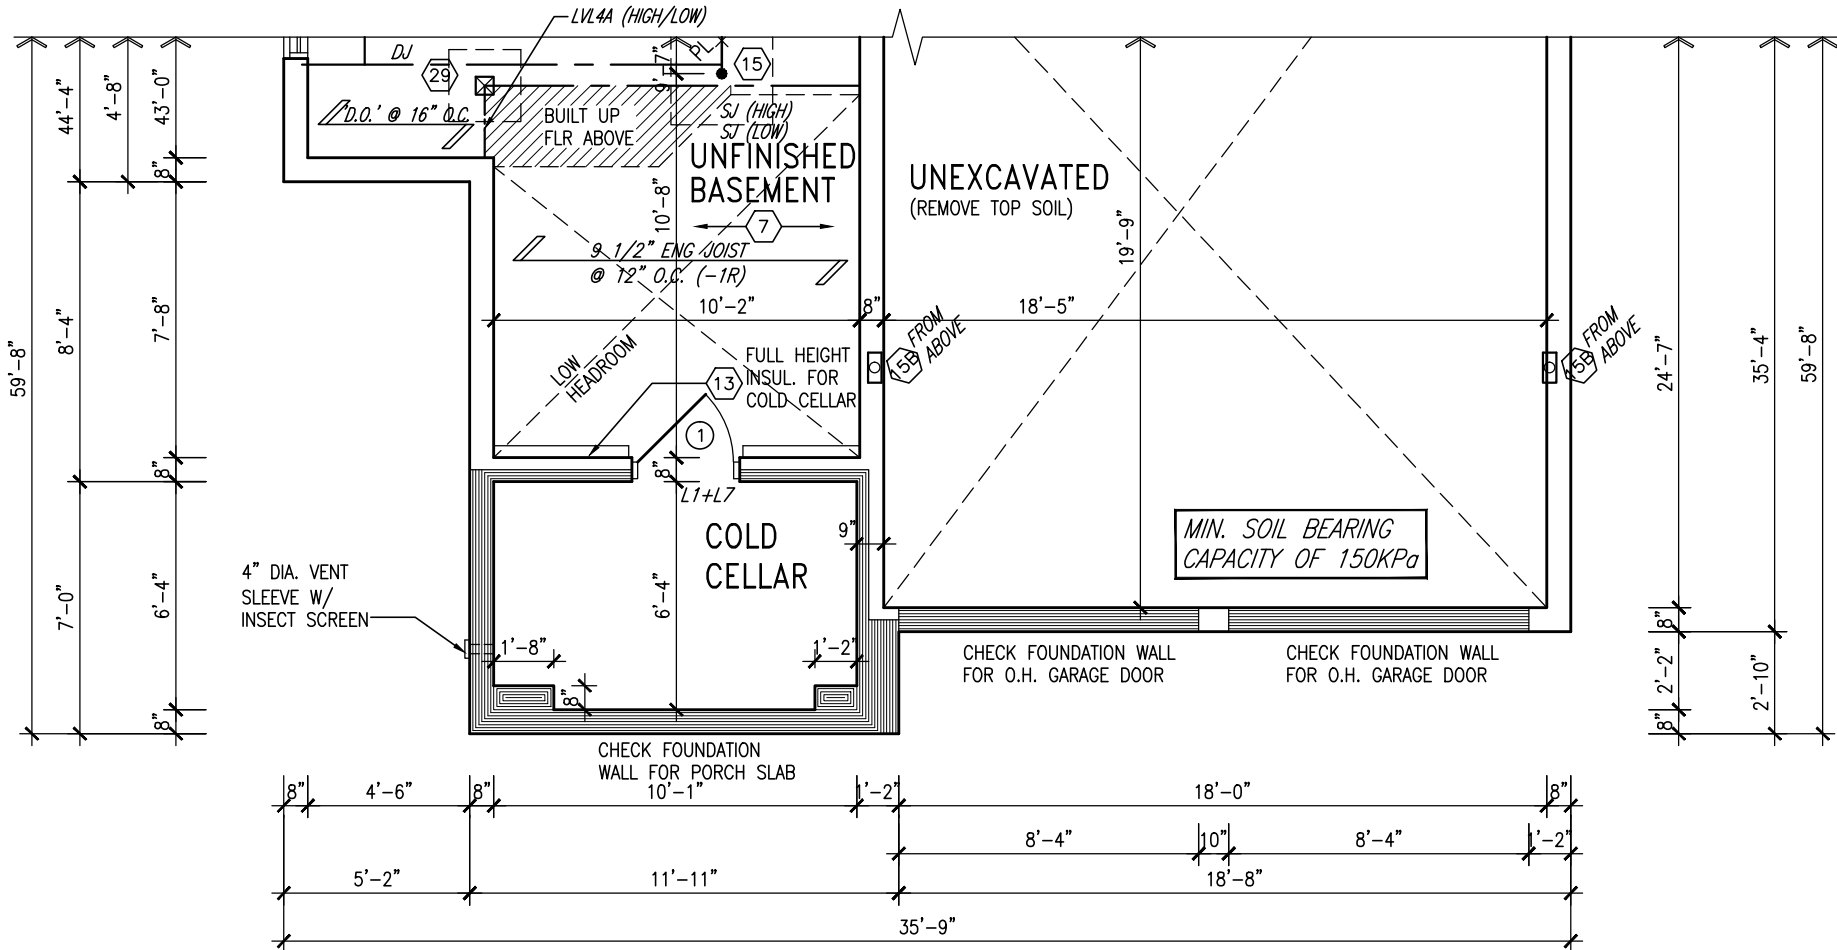 LVL4A (HIGH/LOW)
DJ
29
PL
15
9'-7"
'D.O.' @ 16" O.C.
BUILT UP
FLR ABOVE
SJ (HIGH)
SJ (LOW)
UNFINISHED
BASEMENT
7
10'-8"
9 1/2" ENG JOIST
@ 12" O.C. (-1R)
10'-2"
8"
18'-5"
UNEXCAVATED
(REMOVE TOP SOIL)
19'-9"
15B
FROM
ABOVE
15B
FROM
ABOVE
LOW
HEADROOM
13
FULL HEIGHT
INSUL. FOR
COLD CELLAR
1
8"
L1+L7
COLD
CELLAR
9"
6'-4"
MIN. SOIL BEARING
CAPACITY OF 150KPa
4" DIA. VENT
SLEEVE W/
INSECT SCREEN
1'-8"
1'-2"
8"
CHECK FOUNDATION WALL
FOR O.H. GARAGE DOOR
CHECK FOUNDATION WALL
FOR O.H. GARAGE DOOR
CHECK FOUNDATION
WALL FOR PORCH SLAB
59'-8"
44'-4"
8'-4"
7'-0"
4'-8"
43'-0"
8"
7'-8"
8"
6'-4"
8"
24'-7"
8"
2'-2"
8"
35'-4"
2'-10"
59'-8"
8"
4'-6"
8"
10'-1"
1'-2"
18'-0"
8"
8'-4"
10"
8'-4"
1'-2"
5'-2"
11'-11"
18'-8"
35'-9"